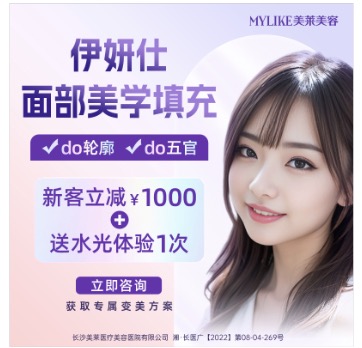 MYLIKE美莱美容
伊妍仕
面部美学填充
do轮廓 do五官
新客立减¥1000
+
送水光体验1次
立即咨询
获取专属变美方案
长沙美莱医疗美容医院有限公司 湘·长医广【2022】第08-04-269号